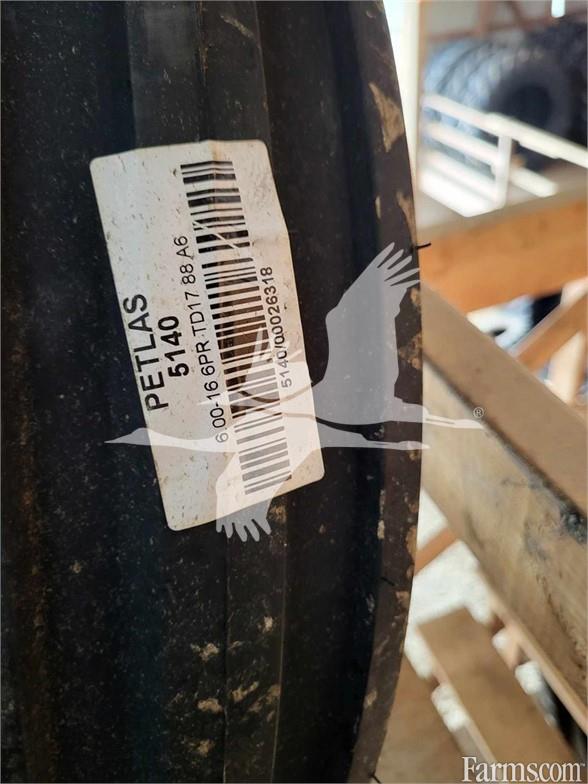 PETLAS
5140
6.00-16 6PR TD17 88 A6
5140/00026318
®
Farms.com